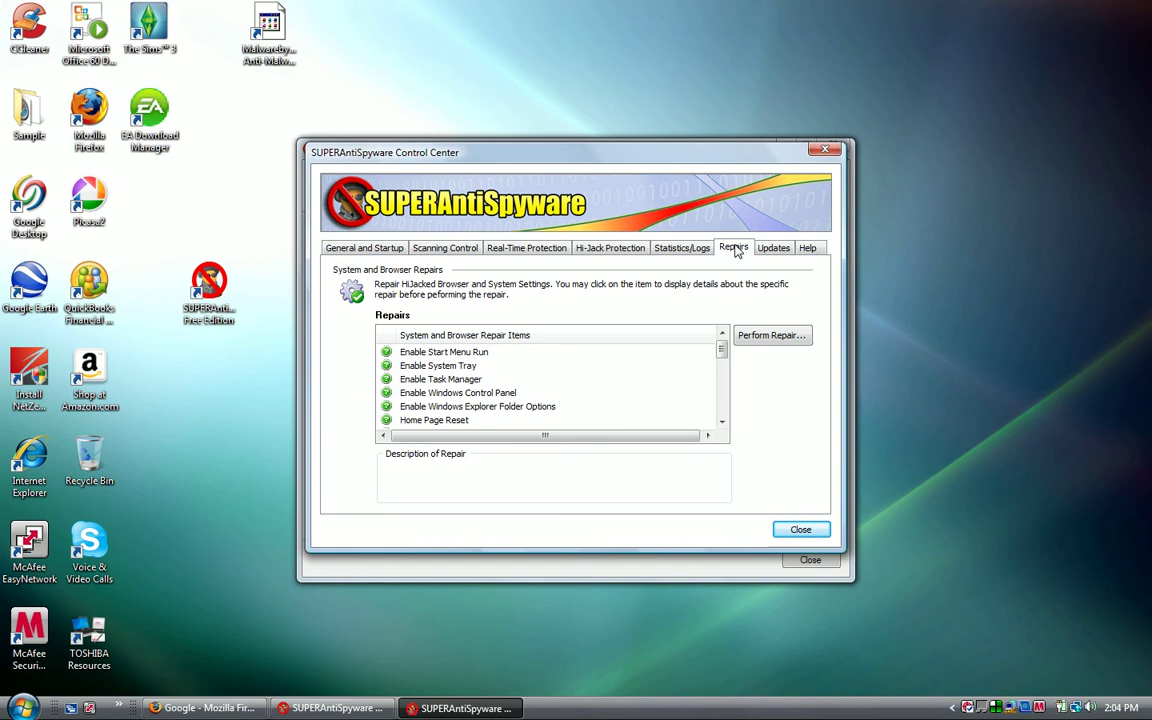 CCleaner
Microsoft
Office 60 D...
The Sims™ 3
Malwareby...
Anti-Malw...
Sample
Mozilla
Firefox
EA
EA Download
Manager
Google
Desktop
Picasa2
Google Earth
QuickBooks
Financial ...
SUPERAnti...
Free Edition
Install
NetZe...
a
Shop at
Amazon.com
Internet
Explorer
Recycle Bin
McAfee
EasyNetwork
Voice &
Video Calls
McAfee
Securi...
TOSHIBA
Resources
SUPERAntiSpyware Control Center
SUPERAntiSpyware
General and Startup
Scanning Control
Real-Time Protection
Hi-Jack Protection
Statistics/Logs
Repairs
Updates
Help
System and Browser Repairs
Repair HiJacked Browser and System Settings. You may click on the item to display details about the specific
repair before peforming the repair.
Repairs
System and Browser Repair Items
Perform Repair...
Enable Start Menu Run
Enable System Tray
Enable Task Manager
Enable Windows Control Panel
Enable Windows Explorer Folder Options
Home Page Reset
Description of Repair
Close
Close
Google - Mozilla Fir...
SUPERAntiSpyware ...
SUPERAntiSpyware ...
2:04 PM